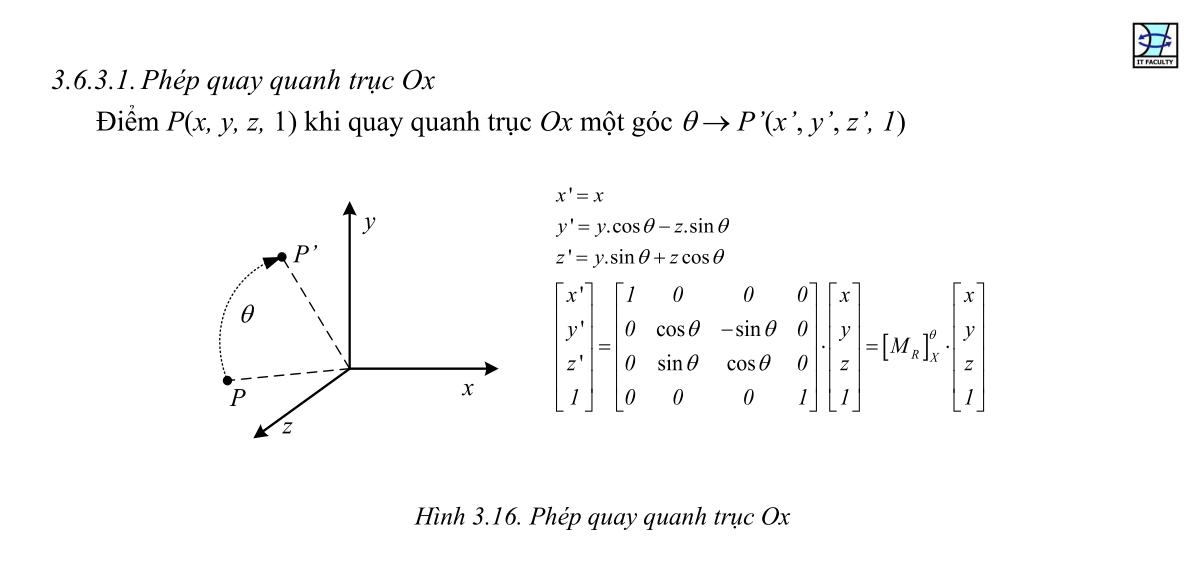 IT FACULTY
3.6.3.1. Phép quay quanh trục Ox
Điểm P(x, y, z, 1) khi quay quanh trục Ox một góc θ → P’(x’, y’, z’, 1)
x' = x
y' = y.cosθ − z.sinθ
z' = y.sinθ + z cosθ
[x'] [1 0 0 0] [x] [x]
[y'] = [0 cosθ −sinθ 0] . [y] = [M_R]_X^θ . [y]
[z'] [0 sinθ cosθ 0] [z] [z]
[1] [0 0 0 1] [1] [1]
y
P’
θ
x
P
z
Hình 3.16. Phép quay quanh trục Ox